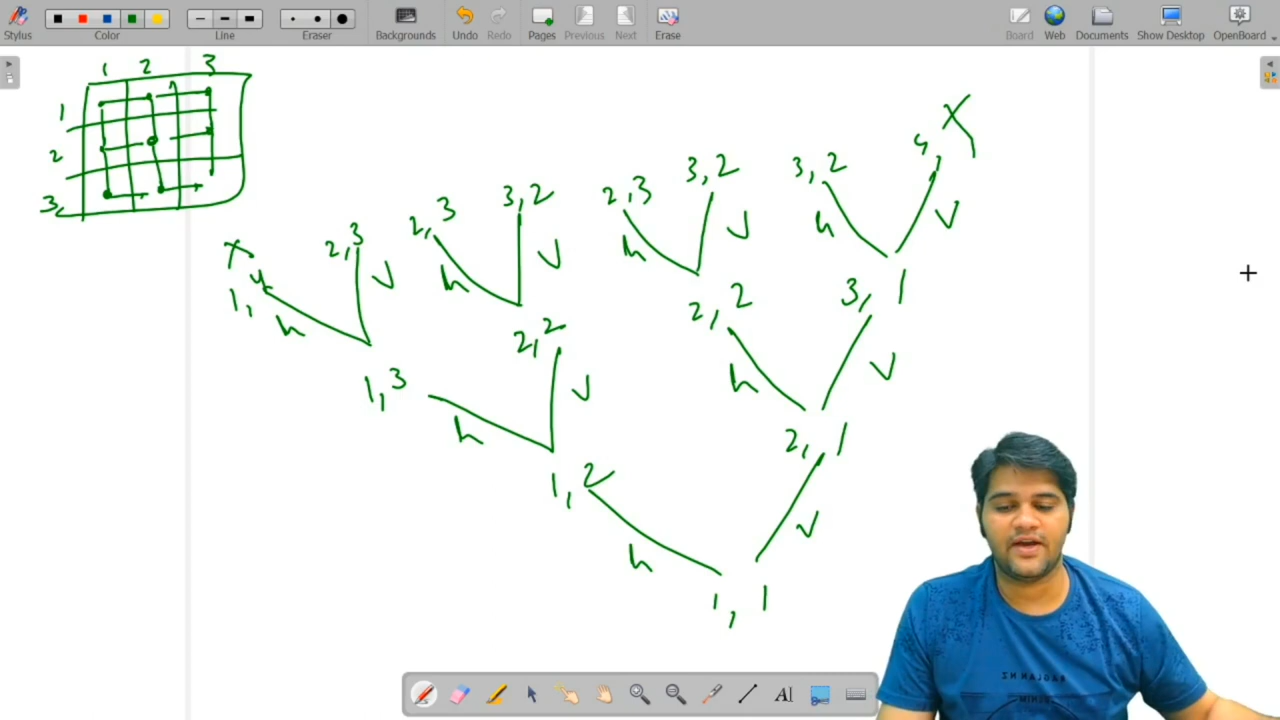 Stylus
Color
Line
Eraser
Backgrounds
Undo
Redo
Pages
Previous
Next
Erase
Board
Web
Documents
Show Desktop
OpenBoard
1 2 3
1
2
3
X
4, X
3, 2
3, 2
2, 3
3, 2
2, 3
2, 3
X
1, 4
h
v
h
v
h
v
h
v
3, 1
2, 2
2, 2
1, 3
h
v
h
v
2, 1
1, 2
h
v
1, 1
AI